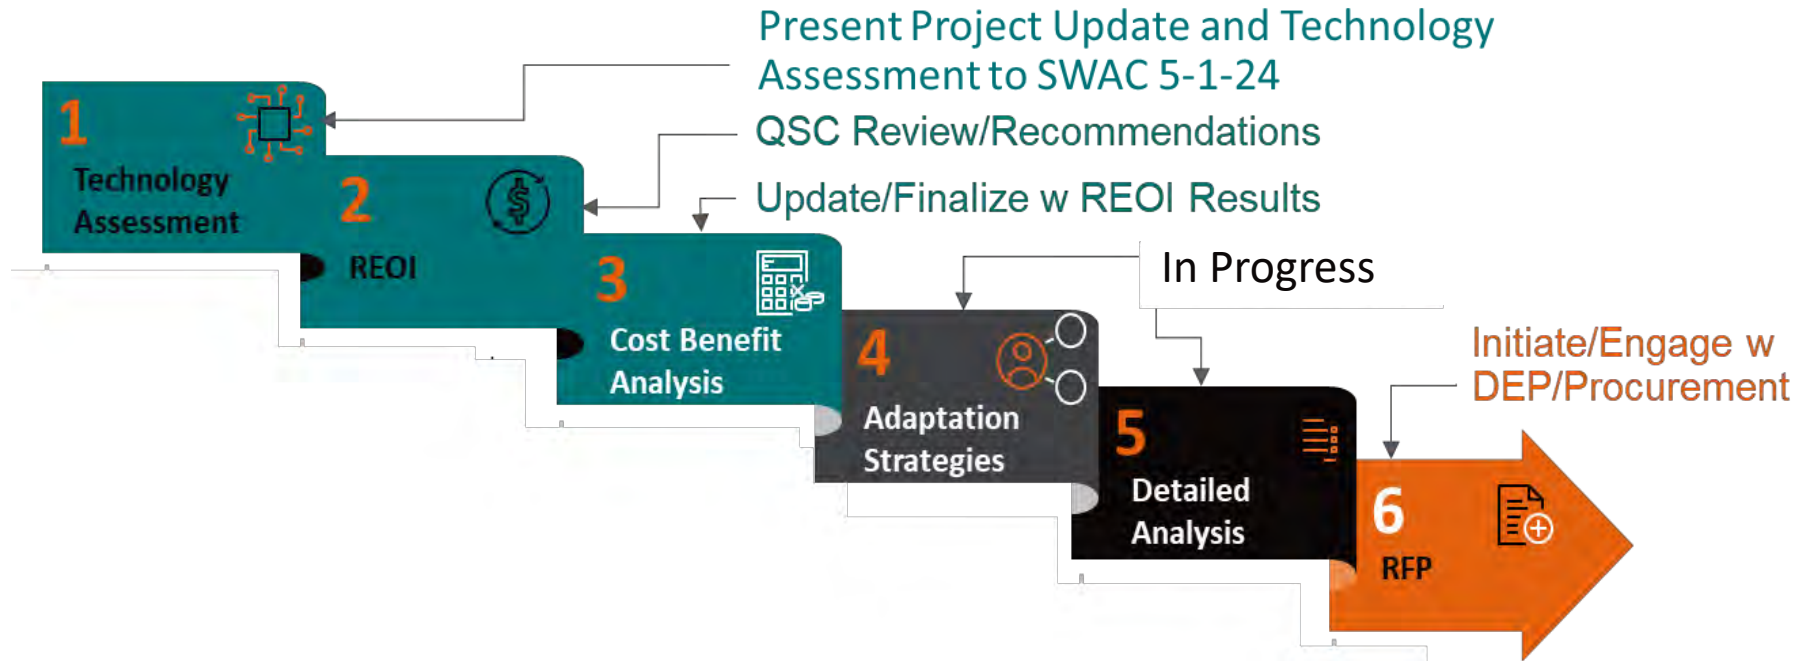 Present Project Update and Technology
Assessment to SWAC 5-1-24
QSC Review/Recommendations
Update/Finalize w REOI Results
In Progress
Initiate/Engage w
DEP/Procurement
1
Technology
Assessment
2
REOI
3
Cost Benefit
Analysis
4
Adaptation
Strategies
5
Detailed
Analysis
6
RFP